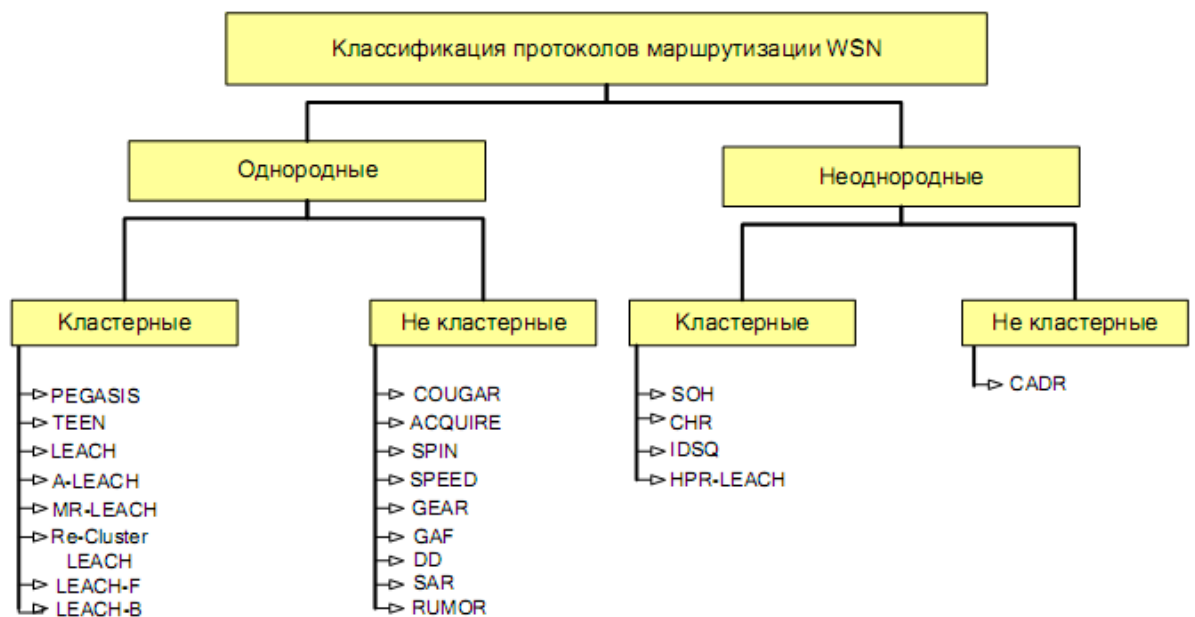 Классификация протоколов маршрутизации WSN
Однородные
Неоднородные
Кластерные
Не кластерные
Кластерные
Не кластерные
PEGASIS
TEEN
LEACH
A-LEACH
MR-LEACH
Re-Cluster
LEACH
LEACH-F
LEACH-B
COUGAR
ACQUIRE
SPIN
SPEED
GEAR
GAF
DD
SAR
RUMOR
SOH
CHR
IDSQ
HPR-LEACH
CADR